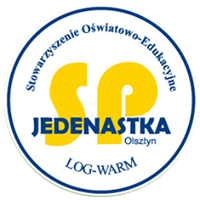 Stowarzyszenie Oświatowo-Edukacyjne
SP
JEDENASTKA
Olsztyn
LOG-WARM